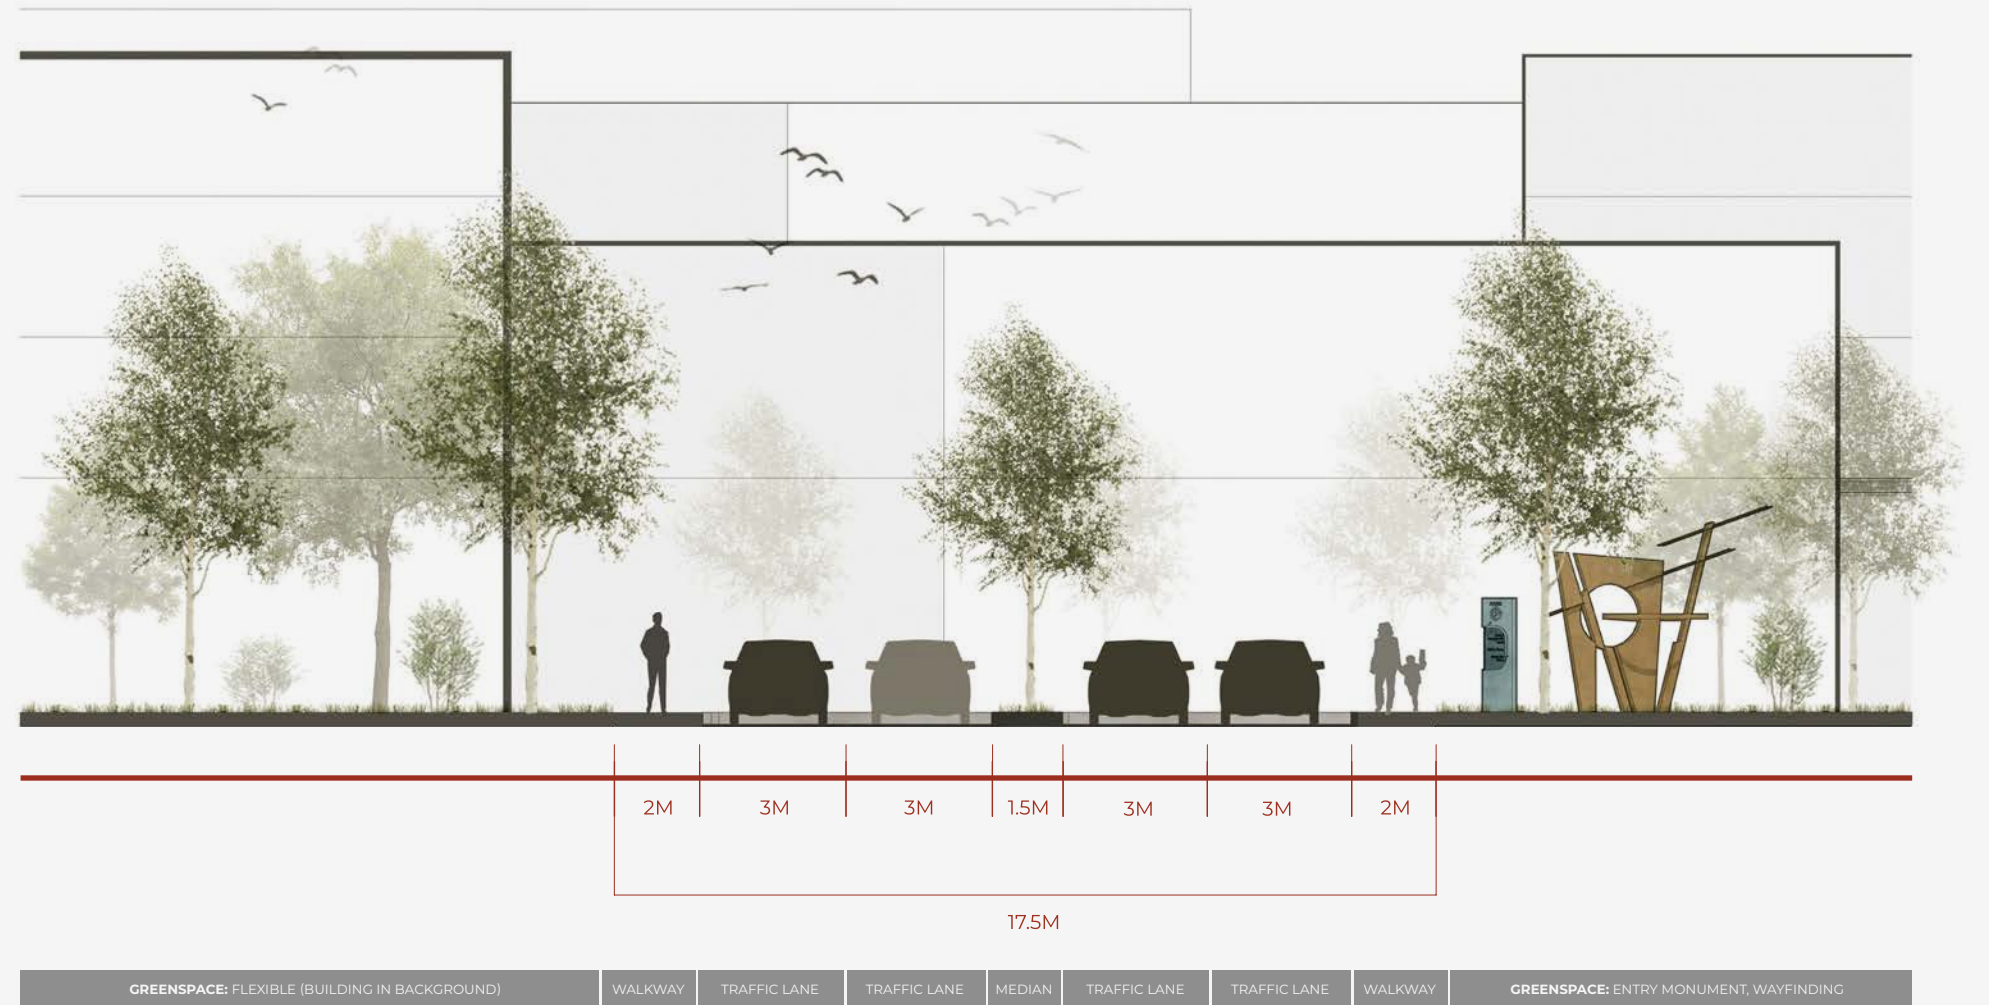 2M 3M 3M 1.5M 3M 3M 2M
17.5M
GREENSPACE: FLEXIBLE (BUILDING IN BACKGROUND) WALKWAY TRAFFIC LANE TRAFFIC LANE MEDIAN TRAFFIC LANE TRAFFIC LANE WALKWAY GREENSPACE: ENTRY MONUMENT, WAYFINDING